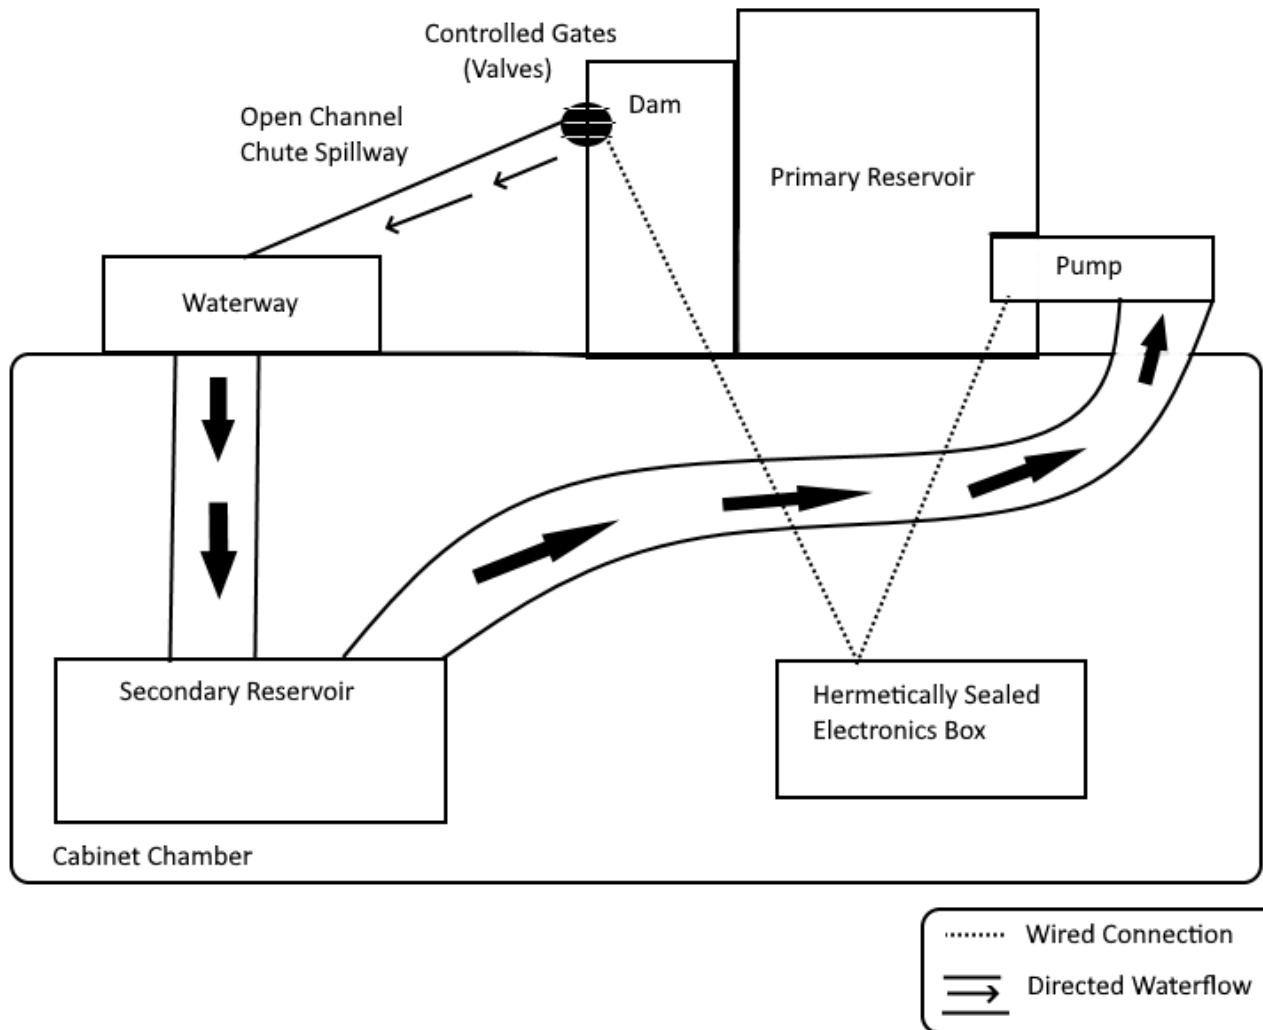 Controlled Gates
(Valves)
Dam
Open Channel
Chute Spillway
Primary Reservoir
Pump
Waterway
Secondary Reservoir
Hermetically Sealed
Electronics Box
Cabinet Chamber
Wired Connection
Directed Waterflow